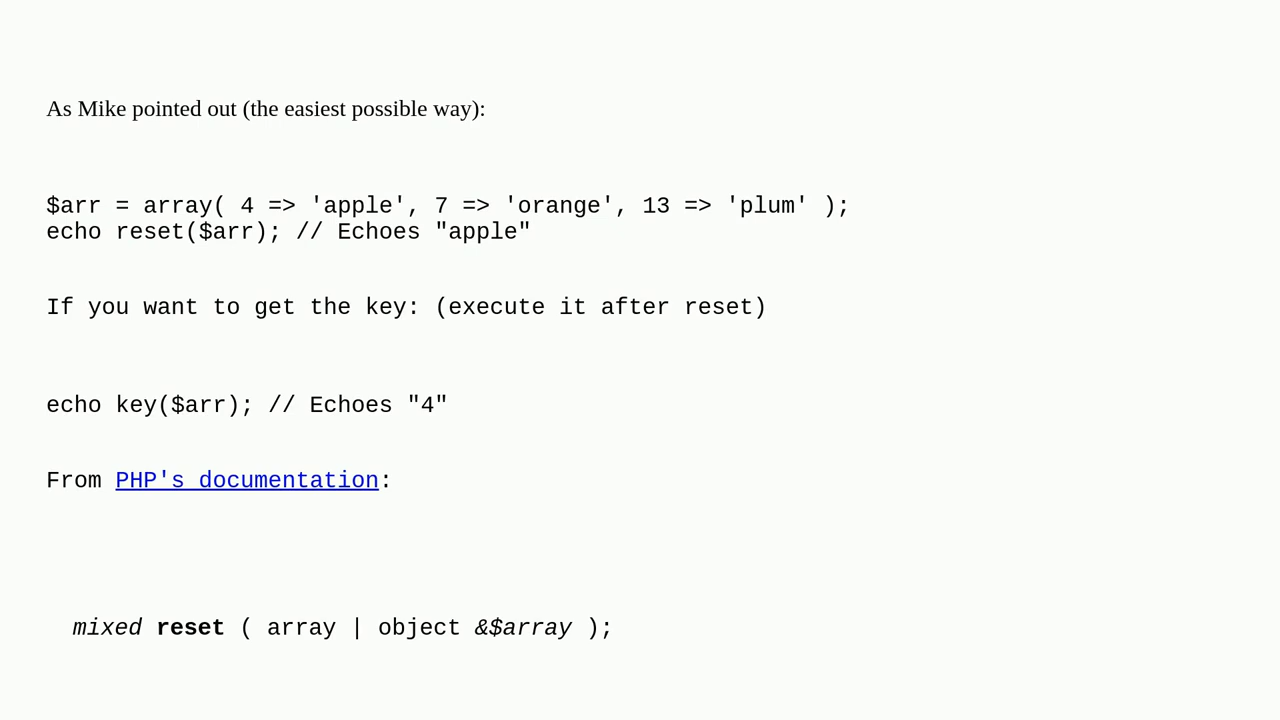 As Mike pointed out (the easiest possible way):
$arr = array( 4 => 'apple', 7 => 'orange', 13 => 'plum' );
echo reset($arr); // Echoes "apple"
If you want to get the key: (execute it after reset)
echo key($arr); // Echoes "4"
From PHP's documentation:
mixed reset ( array | object &$array );